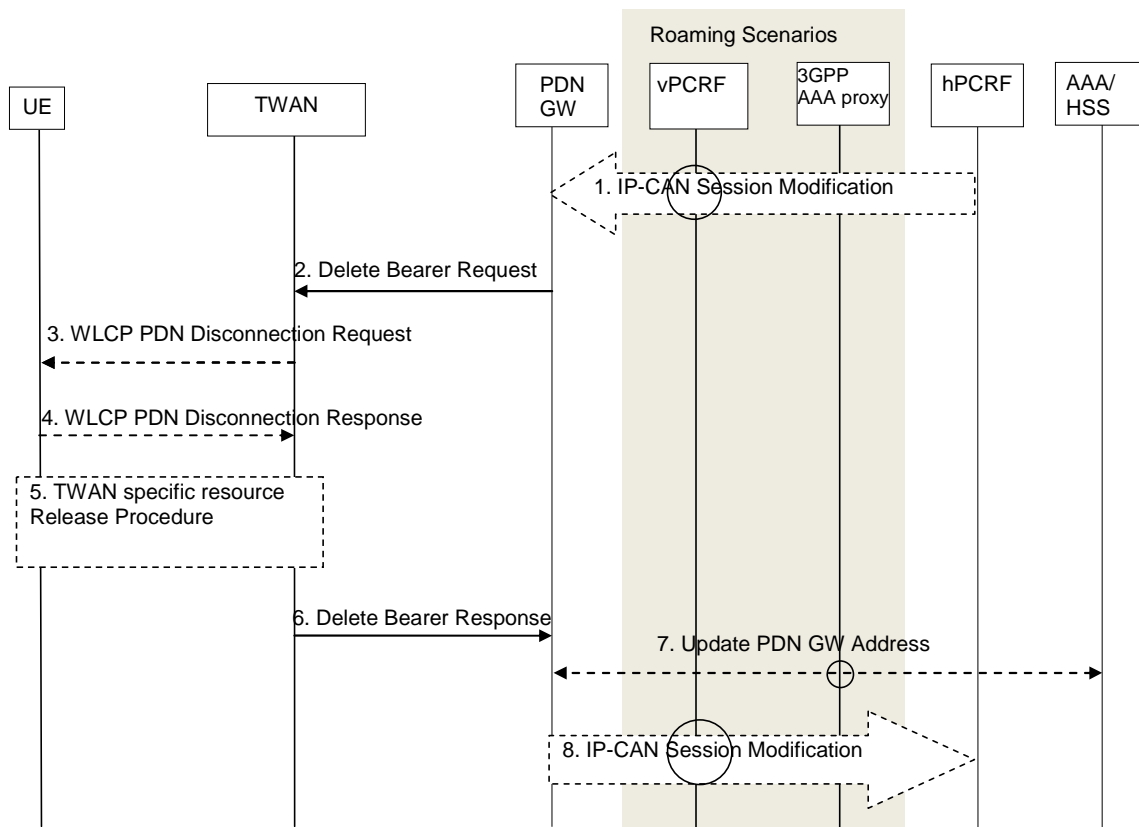 Roaming Scenarios
UE
TWAN
PDN
GW
vPCRF
3GPP
AAA proxy
hPCRF
AAA/
HSS
1. IP-CAN Session Modification
2. Delete Bearer Request
3. WLCP PDN Disconnection Request
4. WLCP PDN Disconnection Response
5. TWAN specific resource
Release Procedure
6. Delete Bearer Response
7. Update PDN GW Address
8. IP-CAN Session Modification